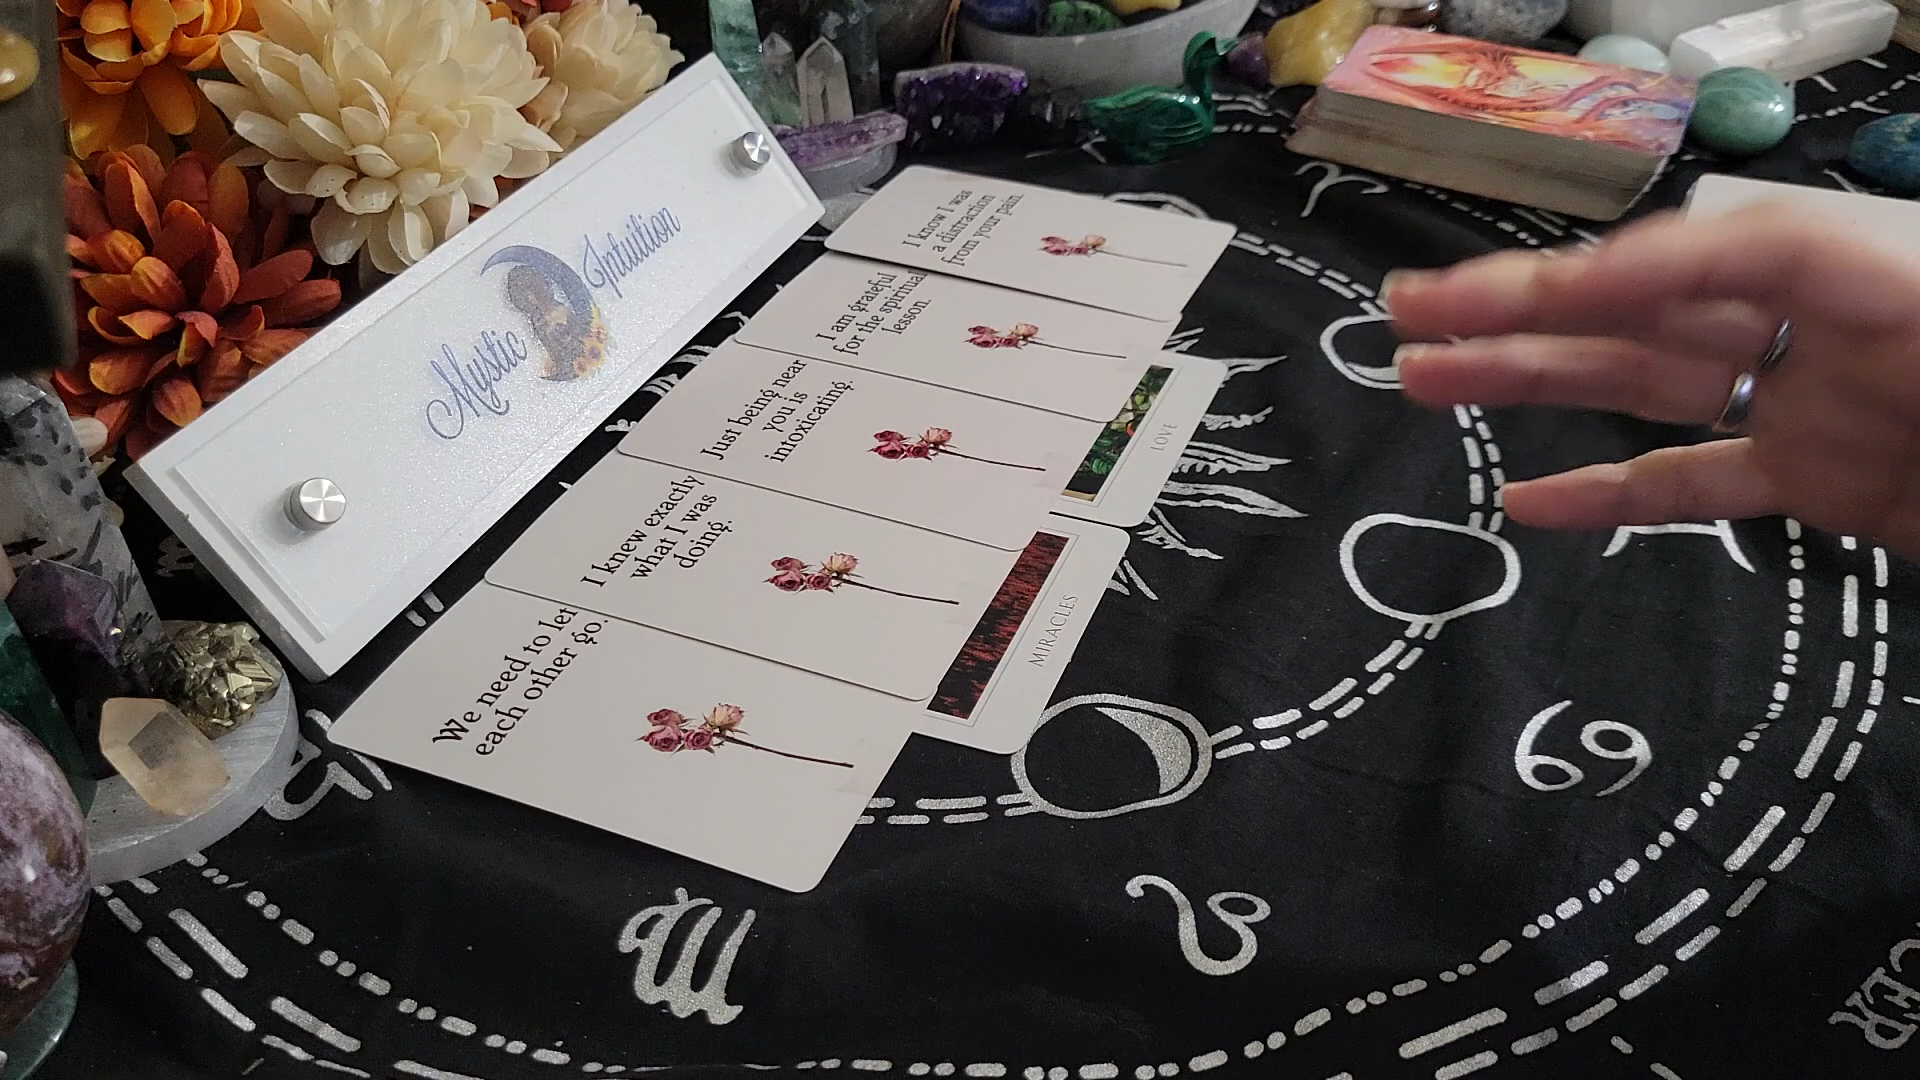 Mystic Intuition
I know I was
a distraction
from your pain.
I am grateful
for the spiritual
lesson.
Just being near
you is
intoxicating.
I knew exactly
what I was
doing.
We need to let
each other go.
LOVE
MIRACLES